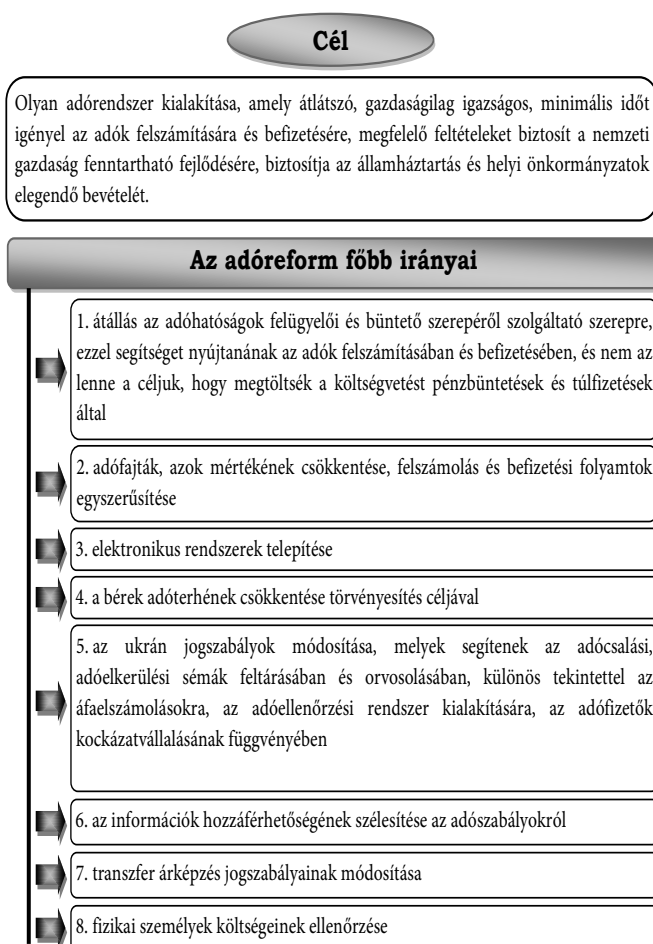 Cél
Olyan adórendszer kialakítása, amely átlátszó, gazdaságilag igazságos, minimális időt
igényel az adók felszámítására és befizetésére, megfelelő feltételeket biztosít a nemzeti
gazdaság fenntartható fejlődésére, biztosítja az államháztartás és helyi önkormányzatok
elegendő bevételét.
Az adóreform főbb irányai
1. átállás az adóhatóságok felügyelői és büntető szerepéről szolgáltató szerepre,
ezzel segítséget nyújtanának az adók felszámításában és befizetésében, és nem az
lenne a céljuk, hogy megtöltsék a költségvetést pénzbüntetések és túlfizetések
által
2. adófajták, azok mértékének csökkentése, felszámolás és befizetési folyamtok
egyszerűsítése
3. elektronikus rendszerek telepítése
4. a bérek adóterhének csökkentése törvényesítés céljával
5. az ukrán jogszabályok módosítása, melyek segítenek az adócsalási,
adóelkerülési sémák feltárásában és orvosolásában, különös tekintettel az
áfaelszámolásokra, az adóellenőrzési rendszer kialakítására, az adófizetők
kockázatvállalásának függvényében
6. az információk hozzáférhetőségének szélesítése az adószabályokról
7. transzfer árképzés jogszabályainak módosítása
8. fizikai személyek költségeinek ellenőrzése